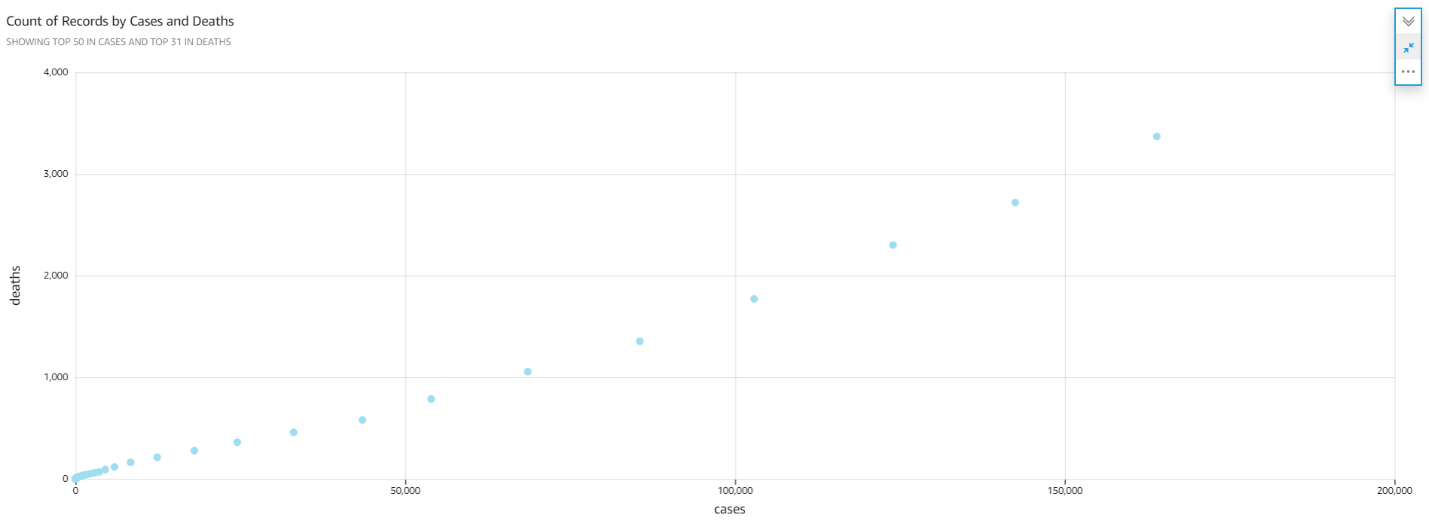 Count of Records by Cases and Deaths
SHOWING TOP 50 IN CASES AND TOP 31 IN DEATHS
4,000
3,000
2,000
1,000
0
deaths
0 50,000 100,000 150,000 200,000
cases